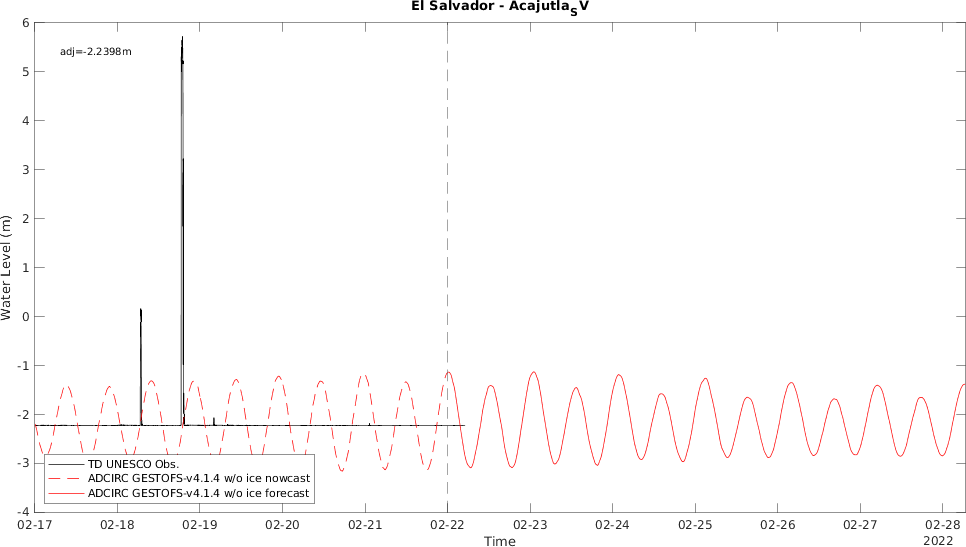 El Salvador - AcajutlaSV
adj=-2.2398m
6
5
4
3
2
1
0
-1
-2
-3
-4
Water Level (m)
TD UNESCO Obs.
ADCIRC GESTOFS-v4.1.4 w/o ice nowcast
ADCIRC GESTOFS-v4.1.4 w/o ice forecast
02-17 02-18 02-19 02-20 02-21 02-22 02-23 02-24 02-25 02-26 02-27 02-28
2022
Time